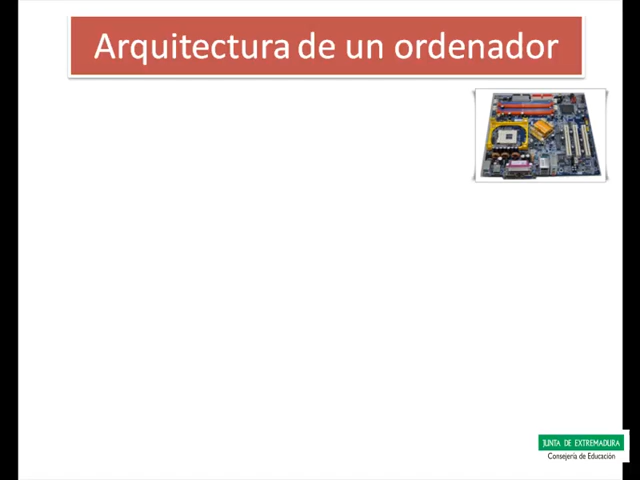 Arquitectura de un ordenador
JUNTA DE EXTREMADURA
Consejería de Educación